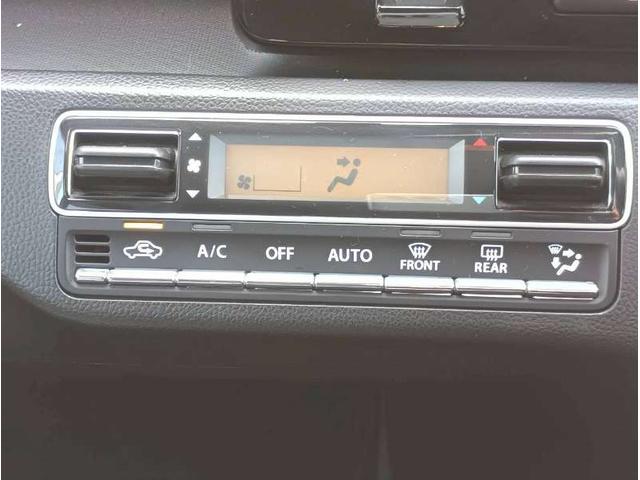 A/C OFF AUTO FRONT REAR